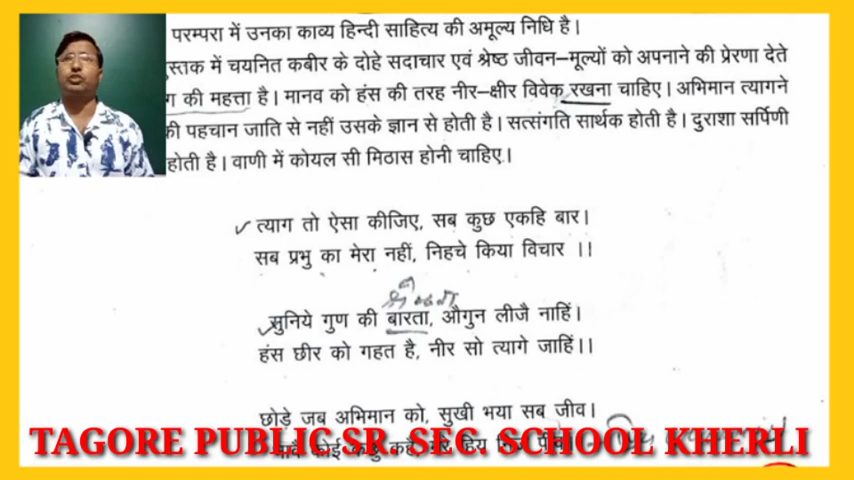 परम्परा में उनका काव्य हिन्दी साहित्य की अमूल्य निधि है।
पुस्तक में चयनित कबीर के दोहे सदाचार एवं श्रेष्ठ जीवन–मूल्यों को अपनाने की प्रेरणा देते
की महत्ता है। मानव को हंस की तरह नीर–क्षीर विवेक रखना चाहिए। अभिमान त्यागने
की पहचान जाति से नहीं उसके ज्ञान से होती है। सत्संगति सार्थक होती है। दुराशा सर्पिणी
होती है। वाणी में कोयल सी मिठास होनी चाहिए।
त्याग तो ऐसा कीजिए, सब कुछ एकहि बार।
सब प्रभु का मेरा नहीं, निहचे किया विचार ।।
सुनिये गुण की बारता, औगुन लीजै नाहिं।
हंस छीर को गहत है, नीर सो त्यागे जाहिं।।
छोड़े जब अभिमान को, सुखी भया सब जीव।
TAGORE PUBLIC SR. SEC. SCHOOL KHERLI